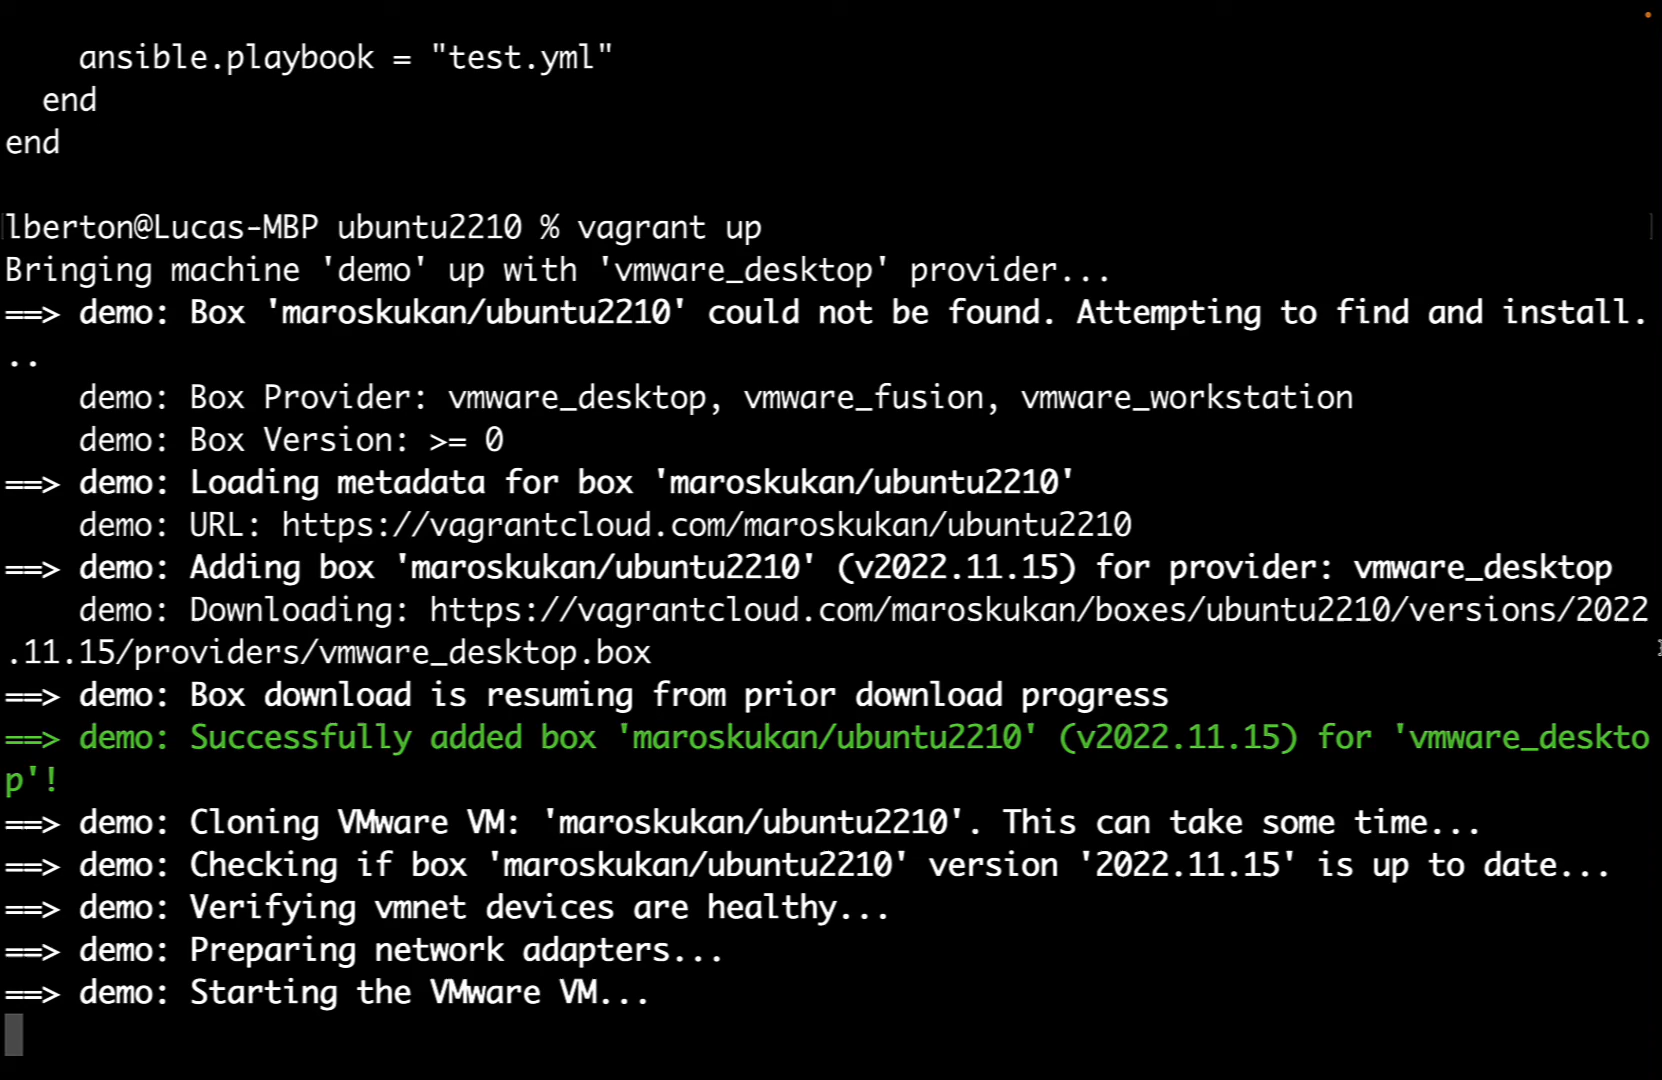 ansible.playbook = "test.yml"
  end
end

lberton@Lucas-MBP ubuntu2210 % vagrant up
Bringing machine 'demo' up with 'vmware_desktop' provider...
==> demo: Box 'maroskukan/ubuntu2210' could not be found. Attempting to find and install.
..
    demo: Box Provider: vmware_desktop, vmware_fusion, vmware_workstation
    demo: Box Version: >= 0
==> demo: Loading metadata for box 'maroskukan/ubuntu2210'
    demo: URL: https://vagrantcloud.com/maroskukan/ubuntu2210
==> demo: Adding box 'maroskukan/ubuntu2210' (v2022.11.15) for provider: vmware_desktop
    demo: Downloading: https://vagrantcloud.com/maroskukan/boxes/ubuntu2210/versions/2022
.11.15/providers/vmware_desktop.box
==> demo: Box download is resuming from prior download progress
==> demo: Successfully added box 'maroskukan/ubuntu2210' (v2022.11.15) for 'vmware_deskto
p'!
==> demo: Cloning VMware VM: 'maroskukan/ubuntu2210'. This can take some time...
==> demo: Checking if box 'maroskukan/ubuntu2210' version '2022.11.15' is up to date...
==> demo: Verifying vmnet devices are healthy...
==> demo: Preparing network adapters...
==> demo: Starting the VMware VM...